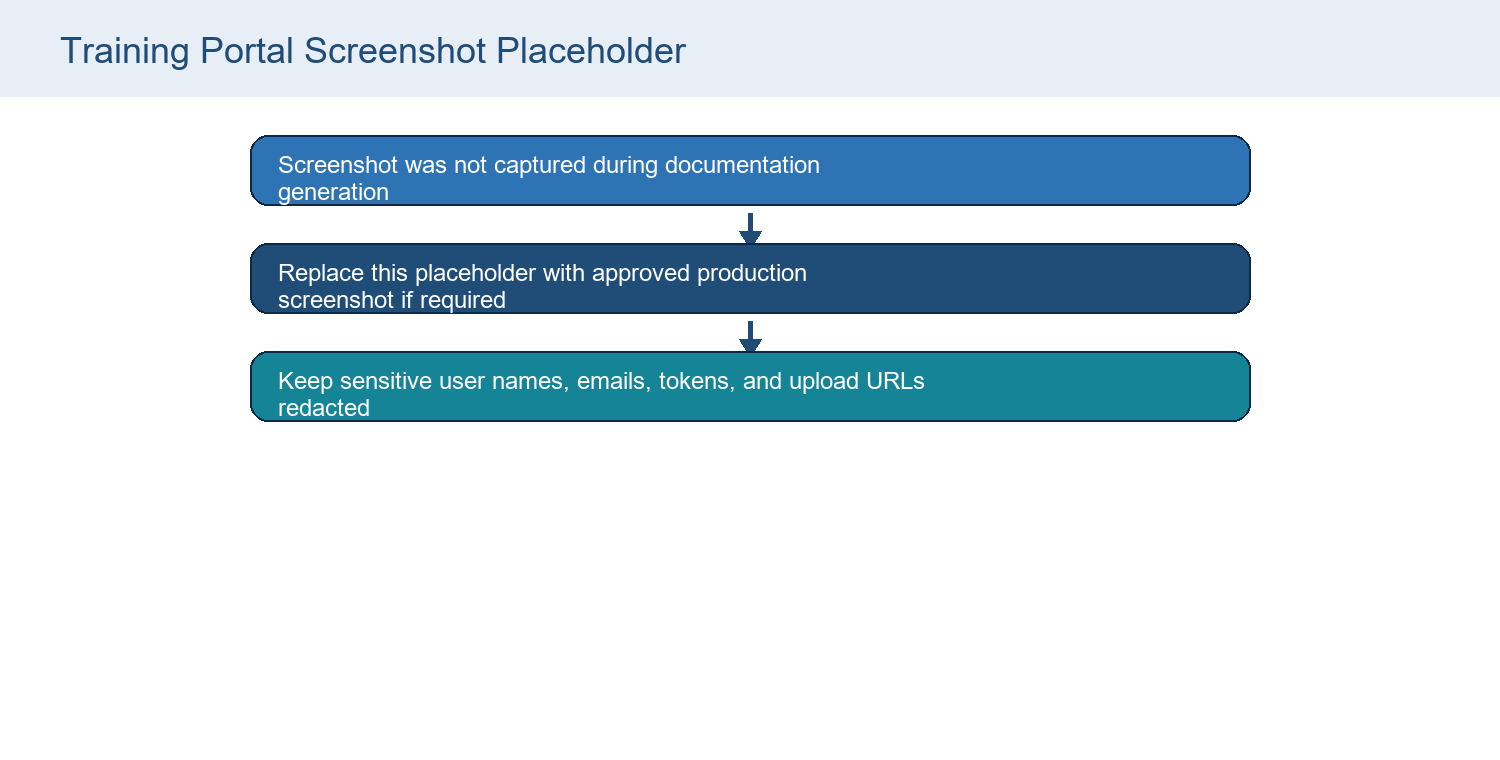 Training Portal Screenshot Placeholder
Screenshot was not captured during documentation
generation
Replace this placeholder with approved production
screenshot if required
Keep sensitive user names, emails, tokens, and upload URLs
redacted